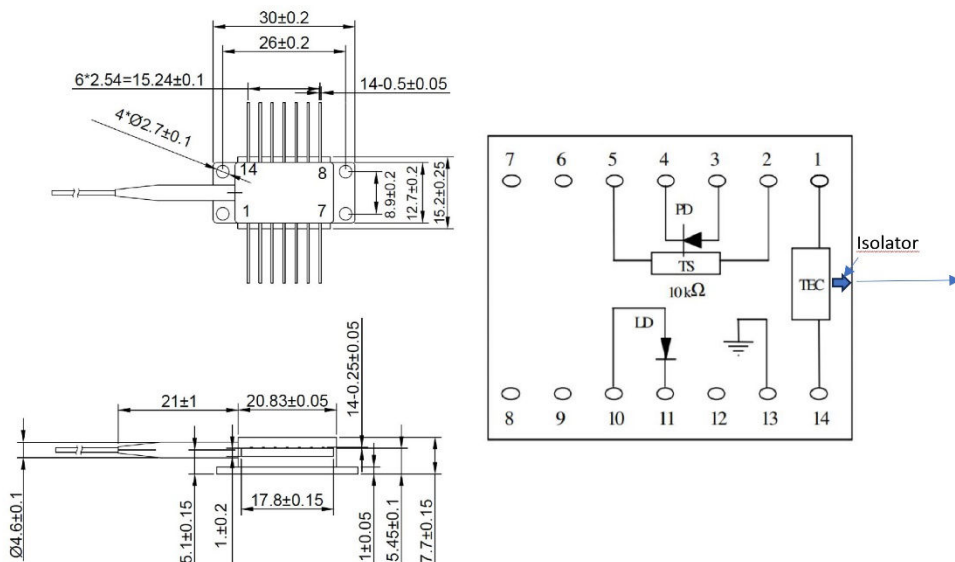 30±0.2
26±0.2
6*2.54=15.24±0.1
14-0.5±0.05
4*Ø2.7±0.1
14
8
1
7
8.9±0.2
12.7±0.2
15.2±0.25
21±1
20.83±0.05
14-0.25±0.05
17.8±0.15
Ø4.6±0.1
5.1±0.15
1.±0.2
1±0.05
5.45±0.1
7.7±0.15
7 6 5 4 3 2 1
PD
TS
10kΩ
LD
TEC
Isolator
8 9 10 11 12 13 14